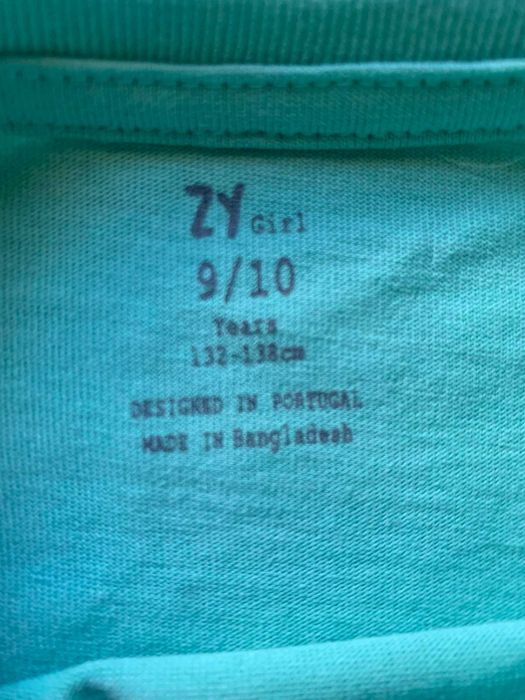 ZY Girl
9/10
Years
132-138cm
DESIGNED IN PORTUGAL
MADE IN Bangladesh